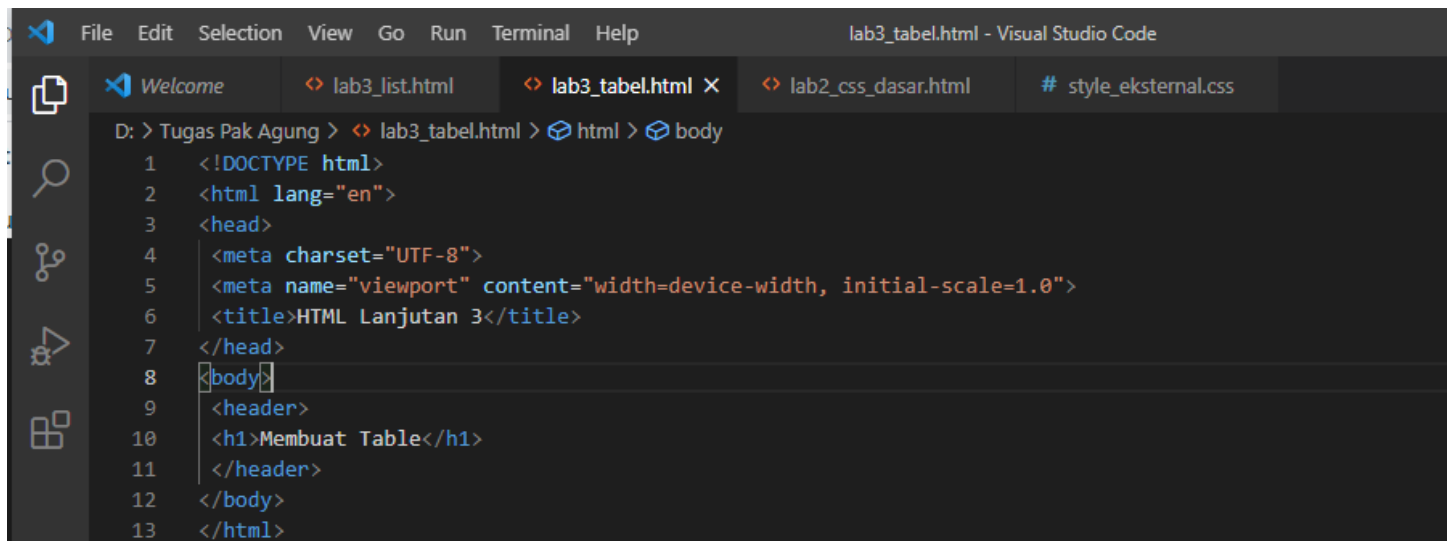 File Edit Selection View Go Run Terminal Help lab3_tabel.html - Visual Studio Code
Welcome <> lab3_list.html <> lab3_tabel.html × <> lab2_css_dasar.html # style_eksternal.css
D: > Tugas Pak Agung > <> lab3_tabel.html > html > body
1 <!DOCTYPE html>
2 <html lang="en">
3 <head>
4 <meta charset="UTF-8">
5 <meta name="viewport" content="width=device-width, initial-scale=1.0">
6 <title>HTML Lanjutan 3</title>
7 </head>
8 <body>
9 <header>
10 <h1>Membuat Table</h1>
11 </header>
12 </body>
13 </html>